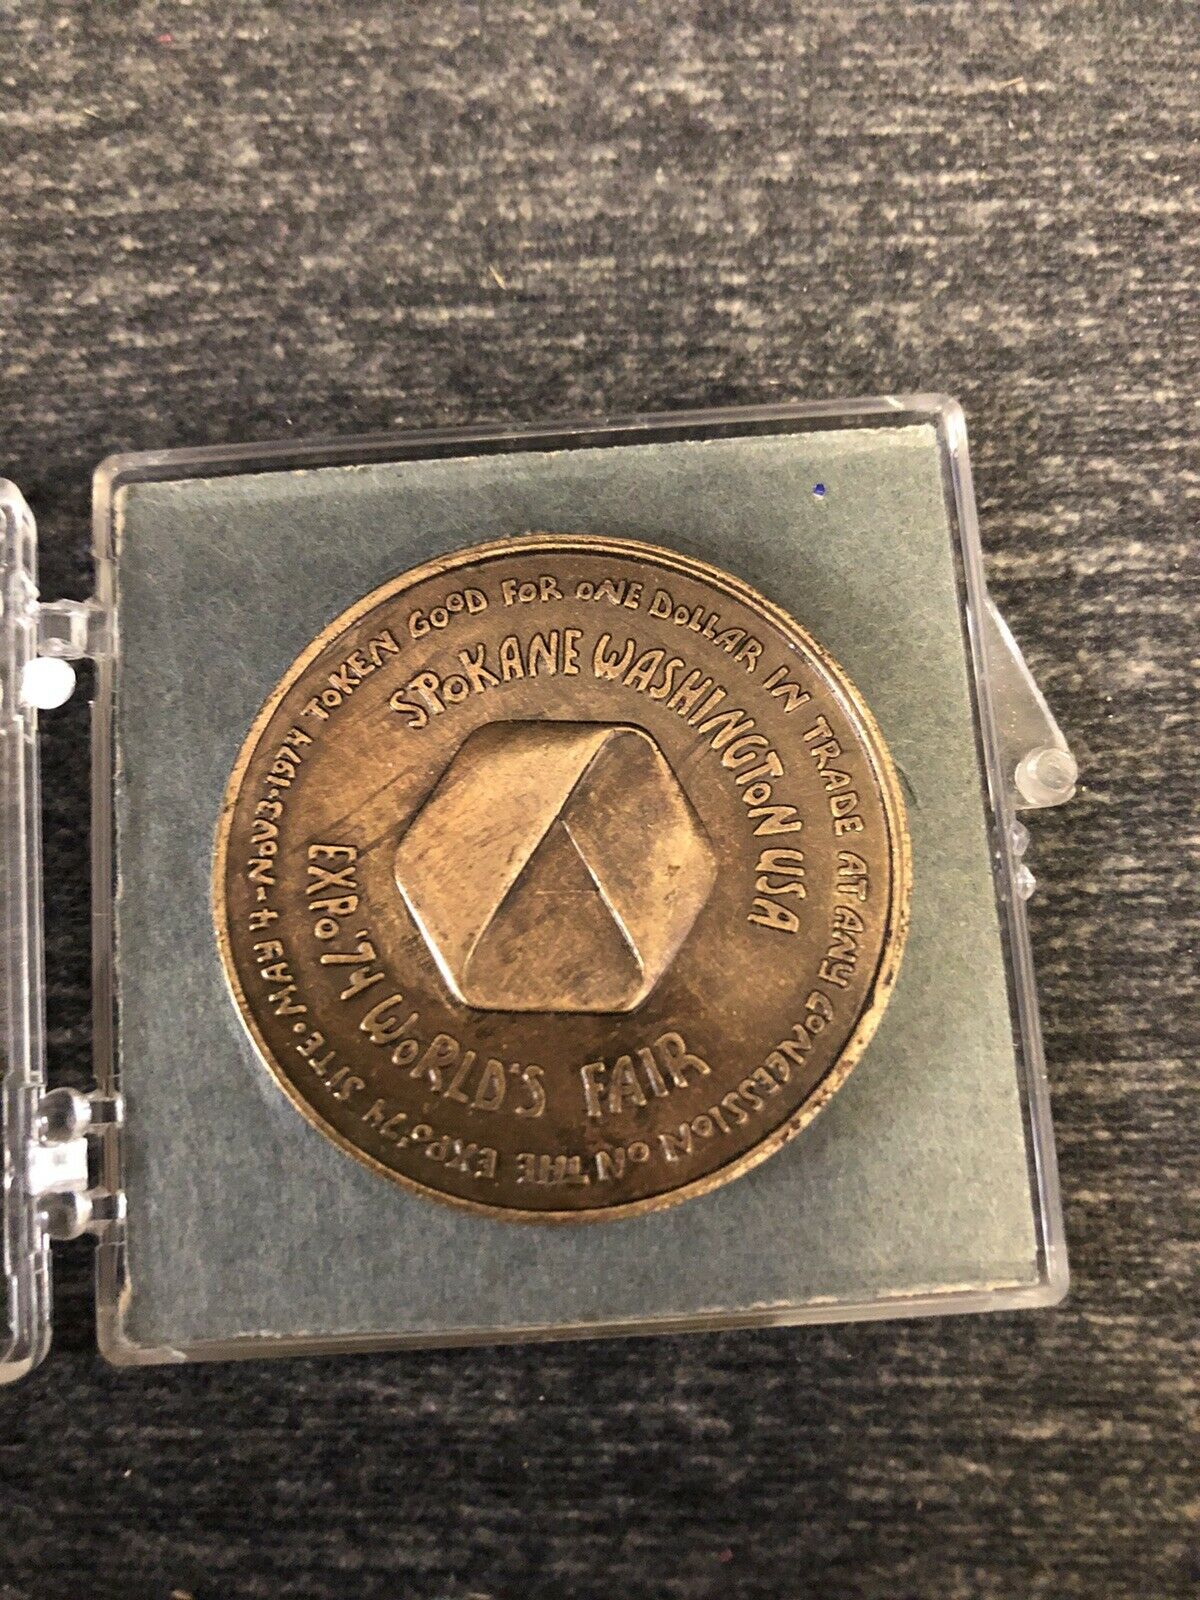 TOKEN GOOD FOR ONE DOLLAR IN TRADE AT ANY CONCESSION ON THE EXPO'74 SITE • MAY 4-NOV 3•1974
SPOKANE WASHINGTON USA
EXPO'74 WORLD'S FAIR